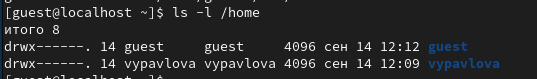 [guest@localhost ~]$ ls -l /home
итого 8
drwx------. 14 guest     guest     4096 сен 14 12:12 guest
drwx------. 14 vypavlova vypavlova 4096 сен 14 12:09 vypavlova